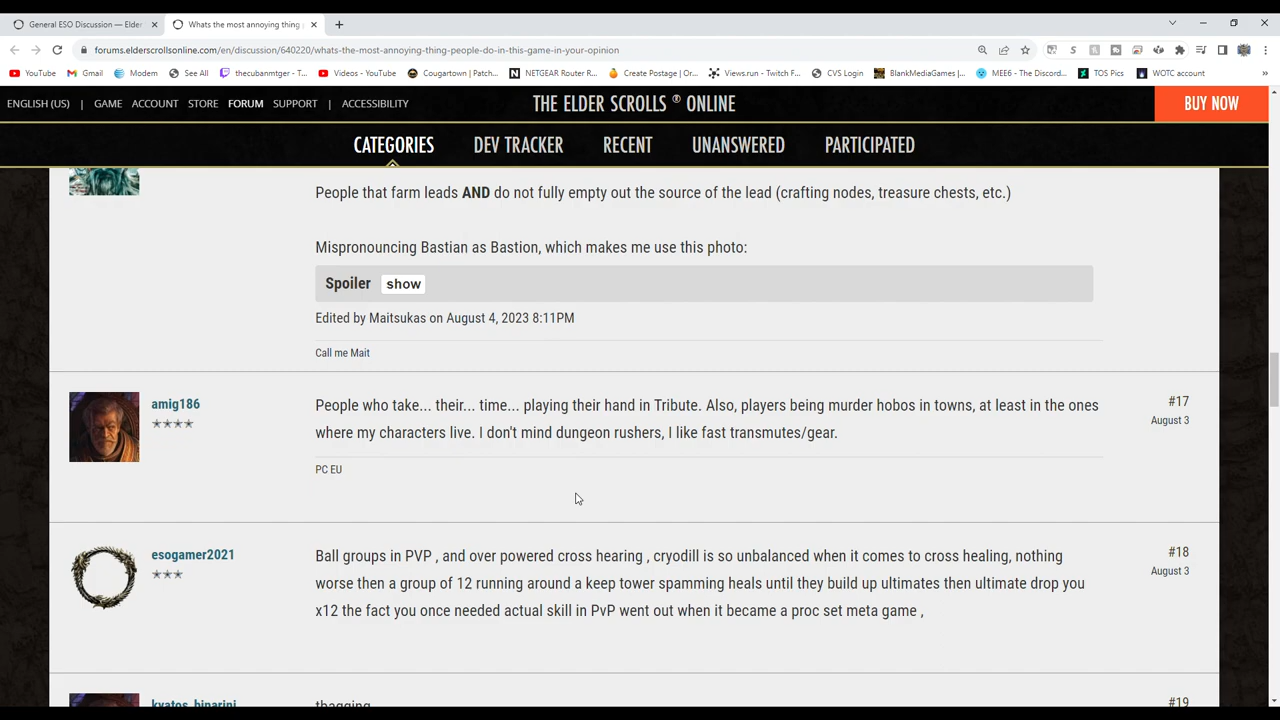 General ESO Discussion — Elder
Whats the most annoying thing
forums.elderscrollsonline.com/en/discussion/640220/whats-the-most-annoying-thing-people-do-in-this-game-in-your-opinion
YouTube
Gmail
Modem
See All
thecubanmtger - T...
Videos - YouTube
Cougartown | Patch...
NETGEAR Router R...
Create Postage | Or...
Views.run - Twitch F...
CVS Login
BlankMediaGames |...
MEE6 - The Discord...
TOS Pics
WOTC account
»
ENGLISH (US) | GAME ACCOUNT STORE FORUM SUPPORT | ACCESSIBILITY
THE ELDER SCROLLS ® ONLINE
BUY NOW
CATEGORIES DEV TRACKER RECENT UNANSWERED PARTICIPATED
People that farm leads AND do not fully empty out the source of the lead (crafting nodes, treasure chests, etc.)
Mispronouncing Bastian as Bastion, which makes me use this photo:
Spoiler show
Edited by Maitsukas on August 4, 2023 8:11PM
Call me Mait
amig186
#17
August 3
People who take... their... time... playing their hand in Tribute. Also, players being murder hobos in towns, at least in the ones
where my characters live. I don't mind dungeon rushers, I like fast transmutes/gear.
PC EU
esogamer2021
#18
August 3
Ball groups in PVP , and over powered cross hearing , cryodill is so unbalanced when it comes to cross healing, nothing
worse then a group of 12 running around a keep tower spamming heals until they build up ultimates then ultimate drop you
x12 the fact you once needed actual skill in PvP went out when it became a proc set meta game ,
kyatos_binarini
tbagging
#19